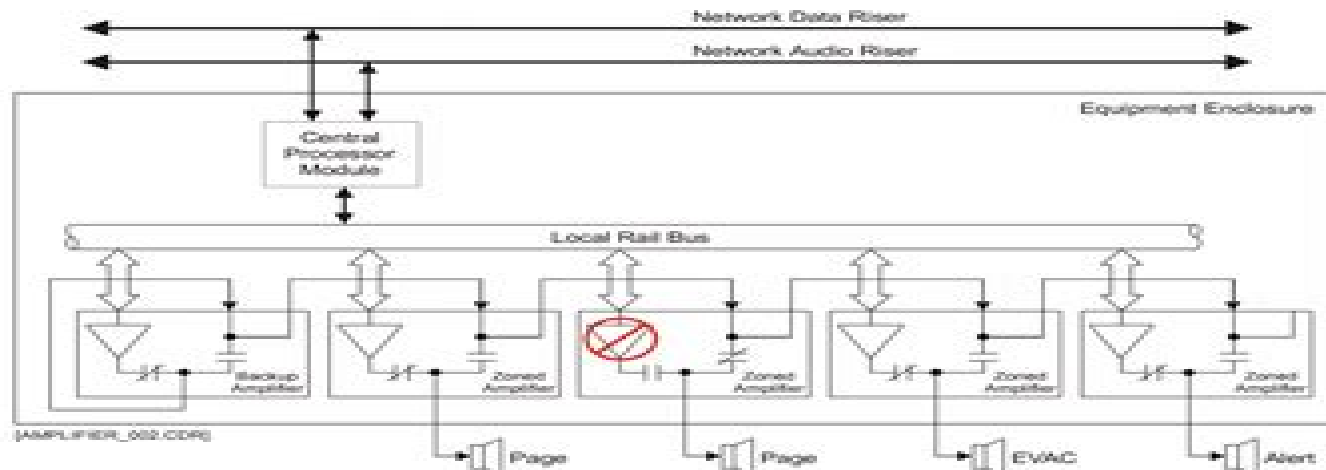 Network Data Riser
Network Audio Riser
Equipment Enclosure
Central
Processor
Module
Local Rail Bus
Backup
Amplifier
Zoned
Amplifier
Zoned
Amplifier
Zoned
Amplifier
Zoned
Amplifier
[AMPLIFIER_002.CDR]
Page
Page
EVAC
Alert